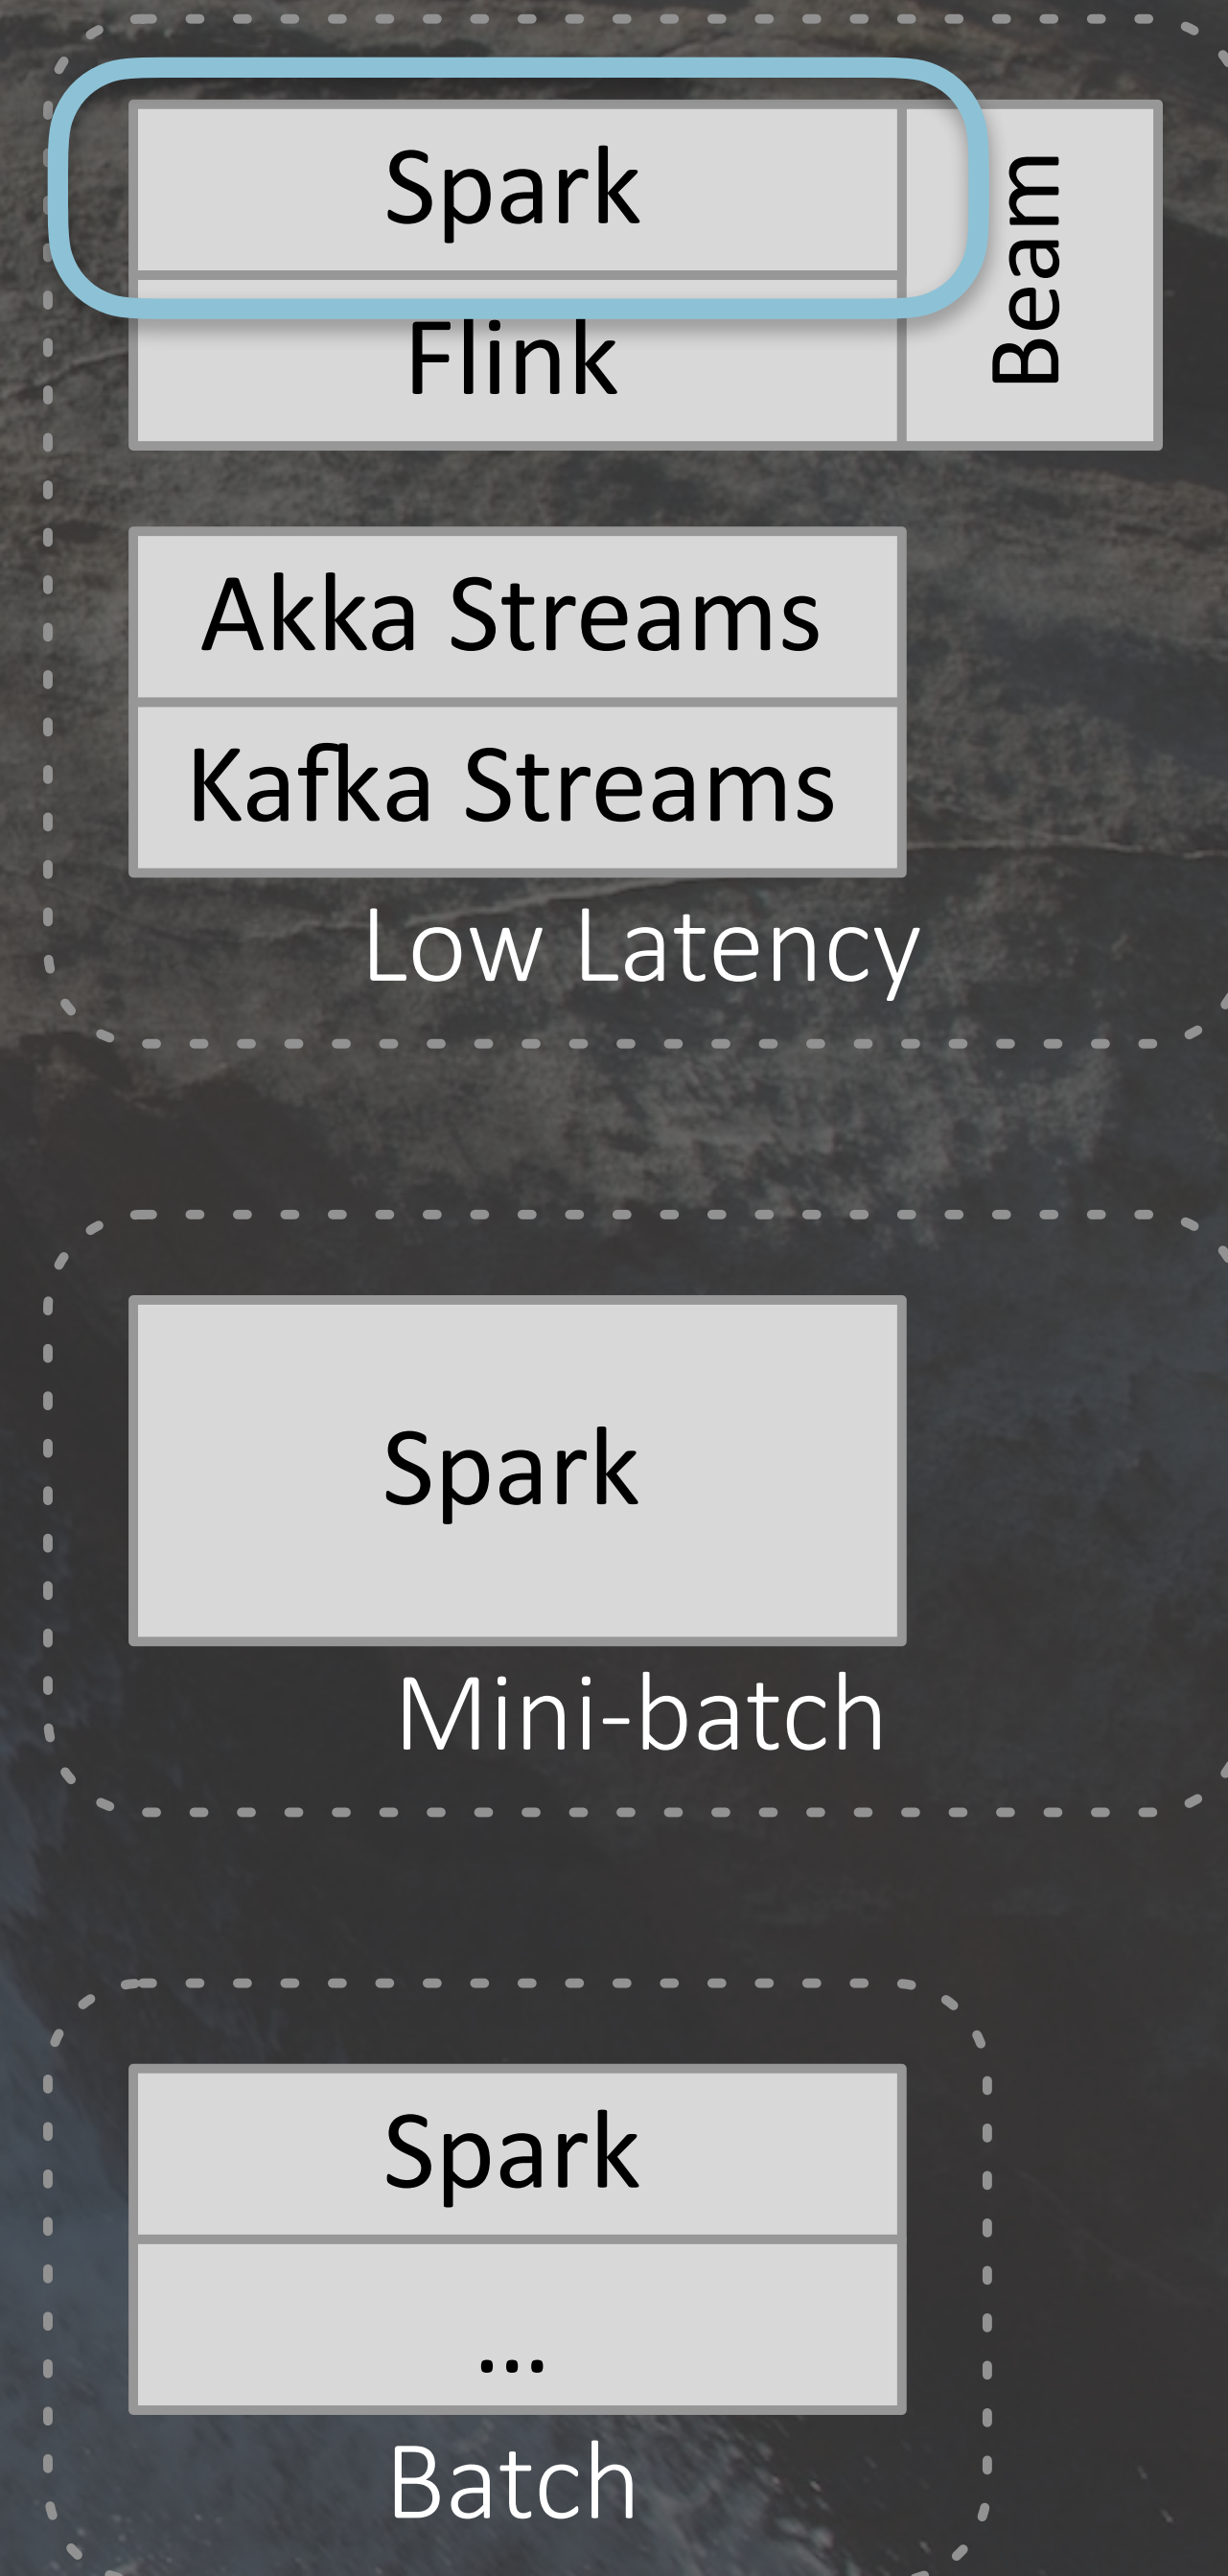 Spark
Beam
Flink
Akka Streams
Kafka Streams
Low Latency
Spark
Mini-batch
Spark
...
Batch